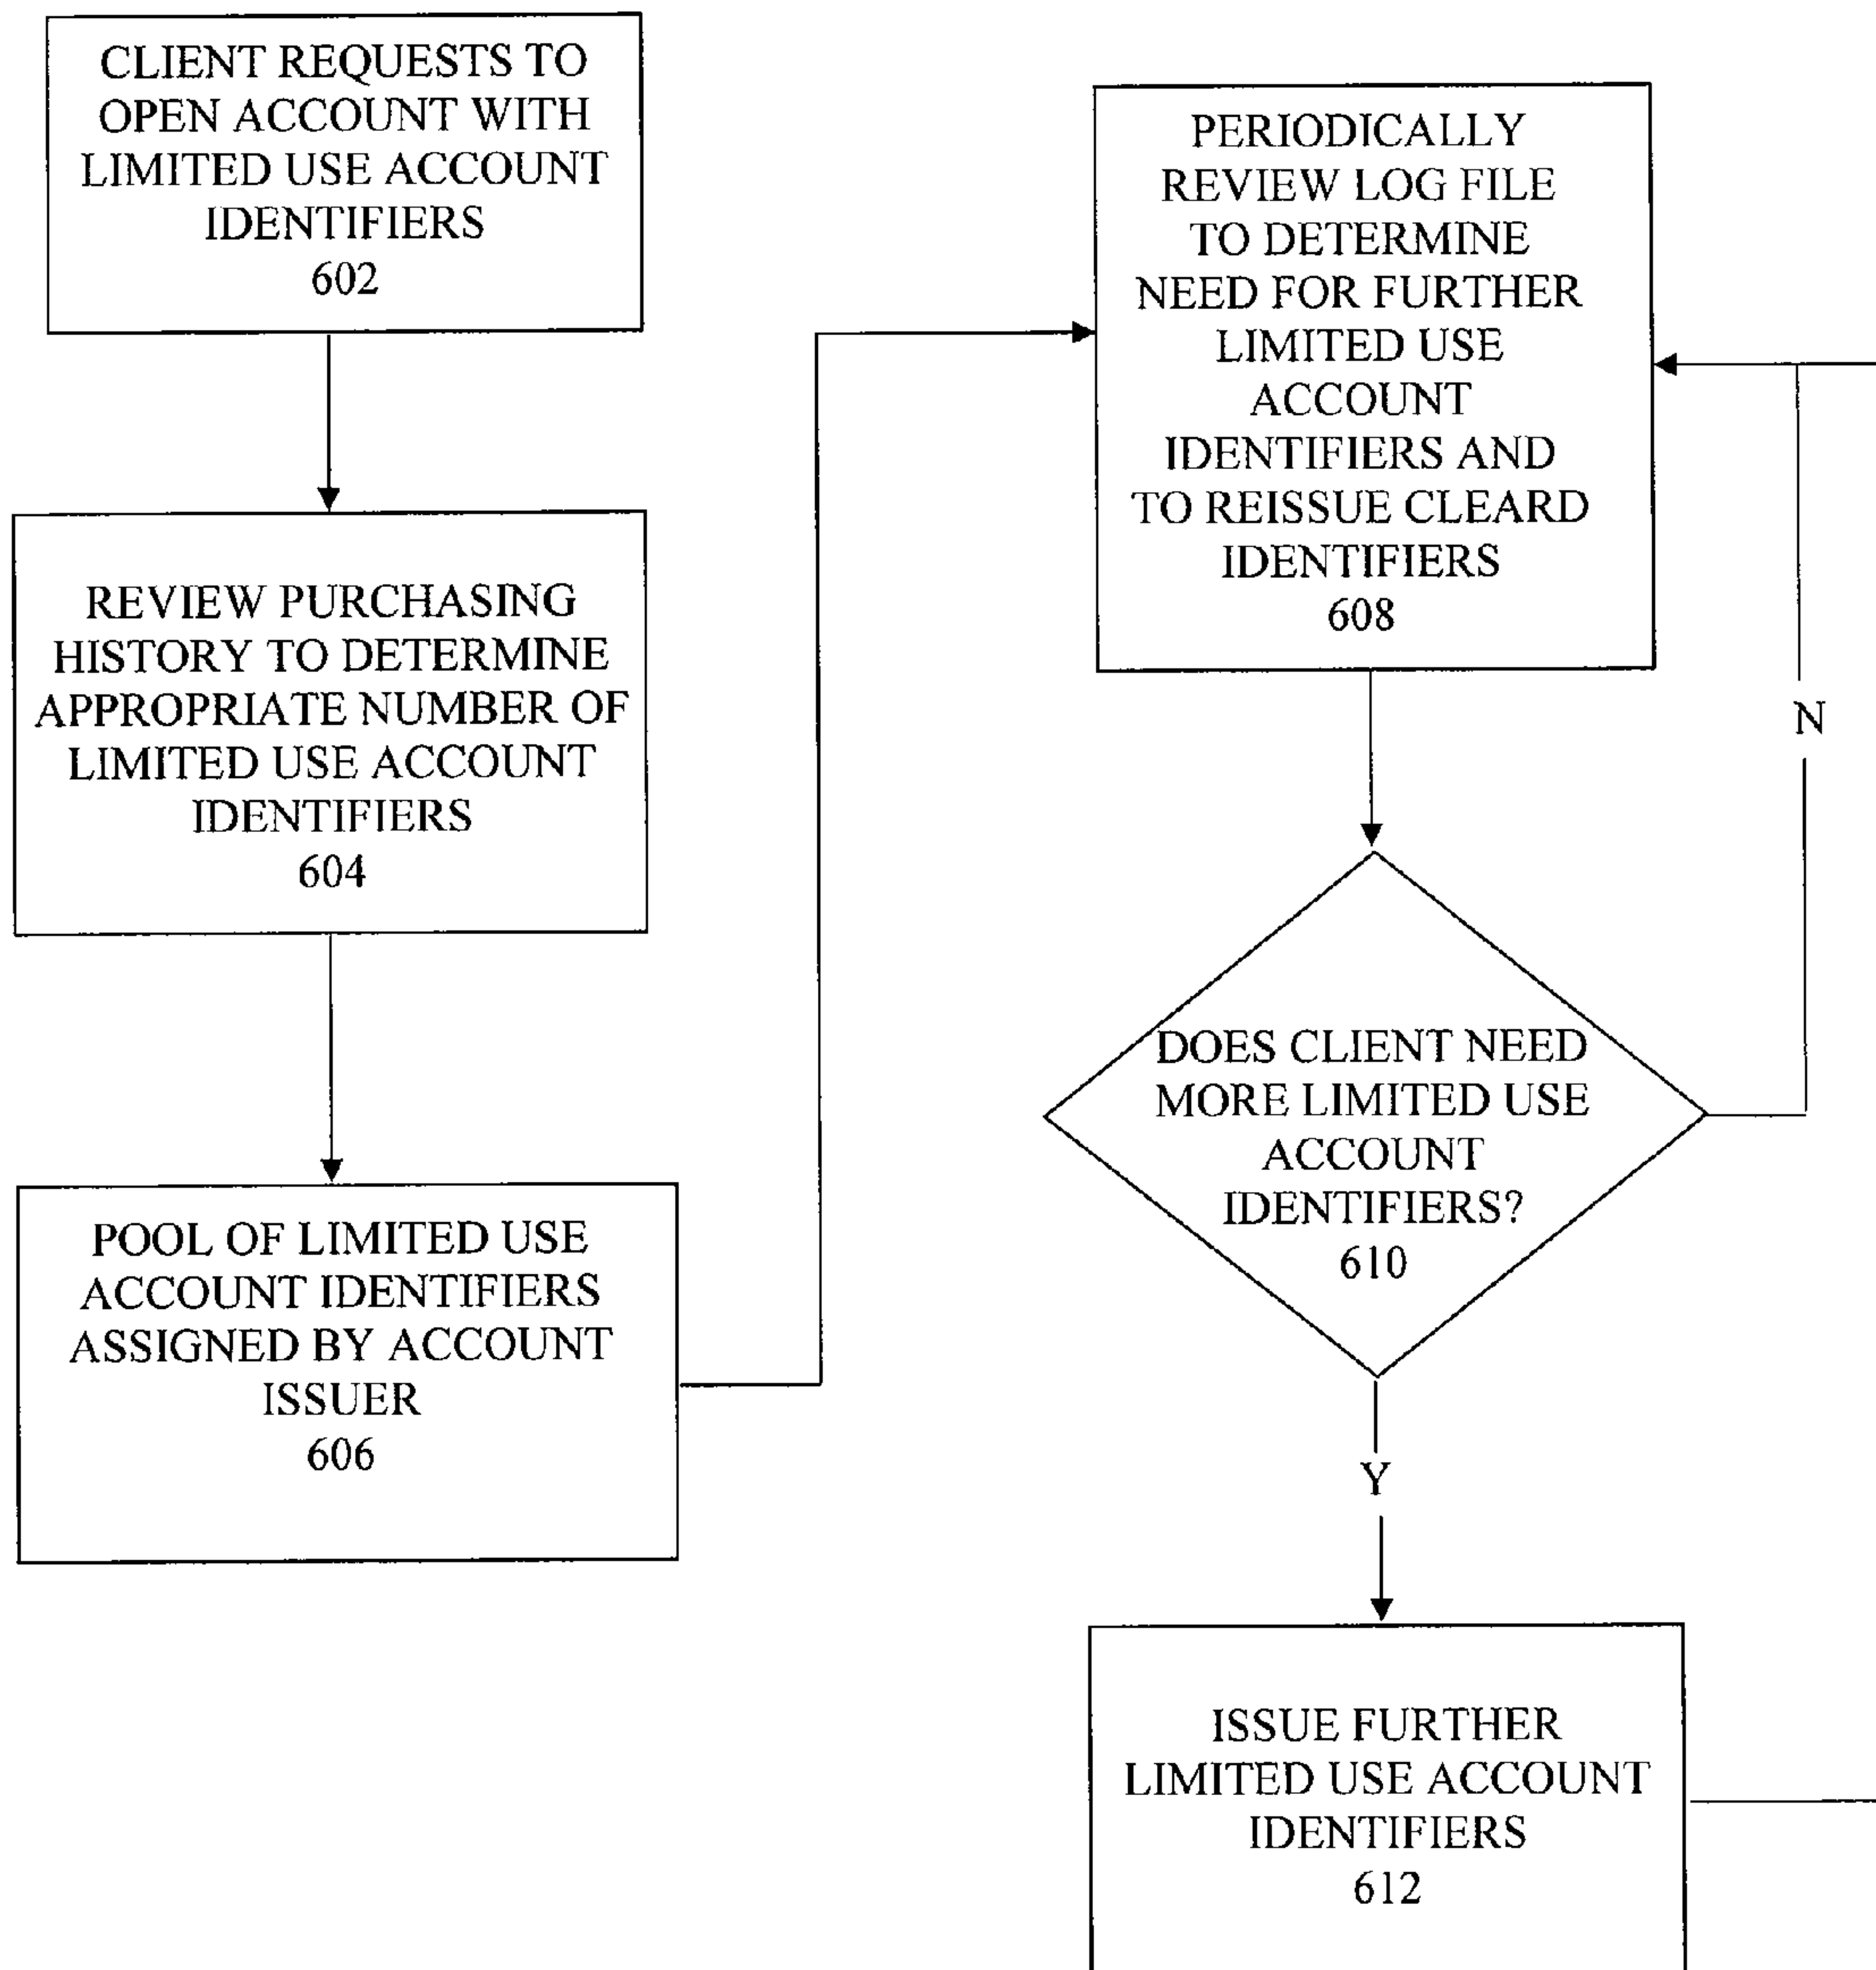 CLIENT REQUESTS TO
OPEN ACCOUNT WITH
LIMITED USE ACCOUNT
IDENTIFIERS
602
REVIEW PURCHASING
HISTORY TO DETERMINE
APPROPRIATE NUMBER OF
LIMITED USE ACCOUNT
IDENTIFIERS
604
POOL OF LIMITED USE
ACCOUNT IDENTIFIERS
ASSIGNED BY ACCOUNT
ISSUER
606
PERIODICALLY
REVIEW LOG FILE
TO DETERMINE
NEED FOR FURTHER
LIMITED USE
ACCOUNT
IDENTIFIERS AND
TO REISSUE CLEARD
IDENTIFIERS
608
N
DOES CLIENT NEED
MORE LIMITED USE
ACCOUNT
IDENTIFIERS?
610
Y
ISSUE FURTHER
LIMITED USE ACCOUNT
IDENTIFIERS
612